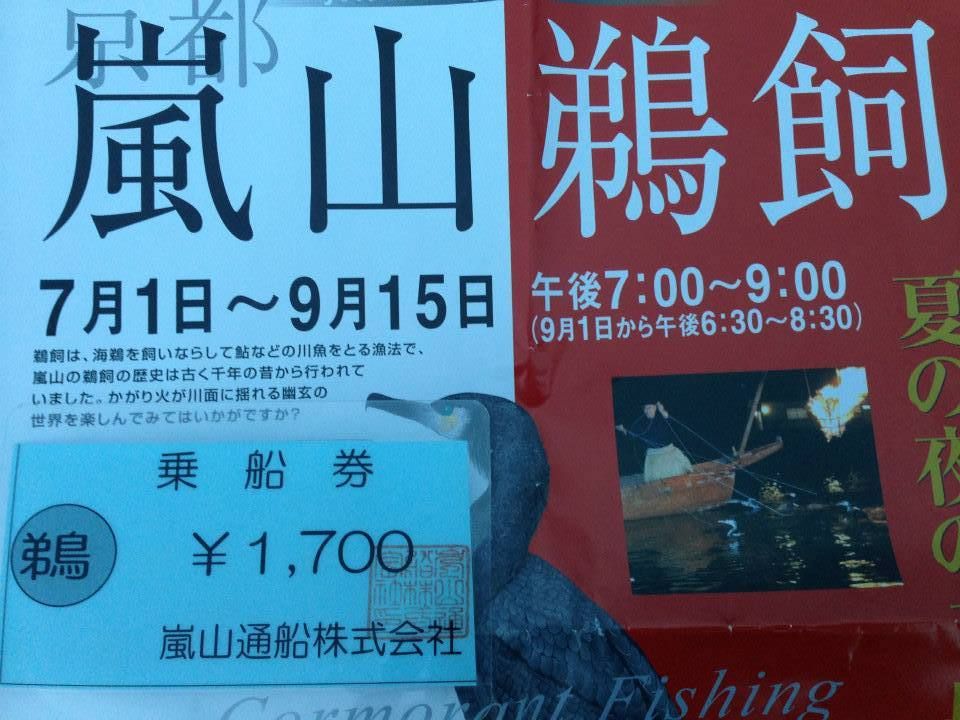 京都
嵐山鵜飼
7月1日～9月15日
午後7:00～9:00
(9月1日から午後6:30～8:30)
鵜飼は、海鵜を飼いならして鮎などの川魚をとる漁法で、
嵐山の鵜飼の歴史は古く千年の昔から行われて
いました。かがり火が川面に揺れる幽玄の
世界を楽しんでみてはいかがですか?
夏の夜の
乗船券
鵜
￥1,700
嵐山通船株式会社
Cormorant Fishing